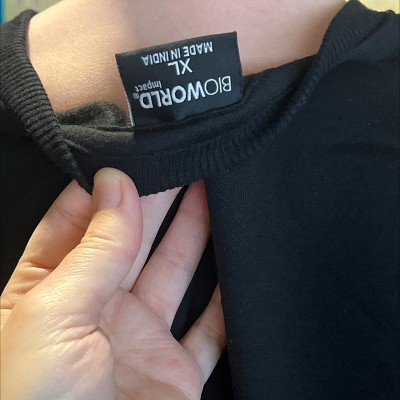 BIOWORLD®
Impact
XL
MADE IN INDIA